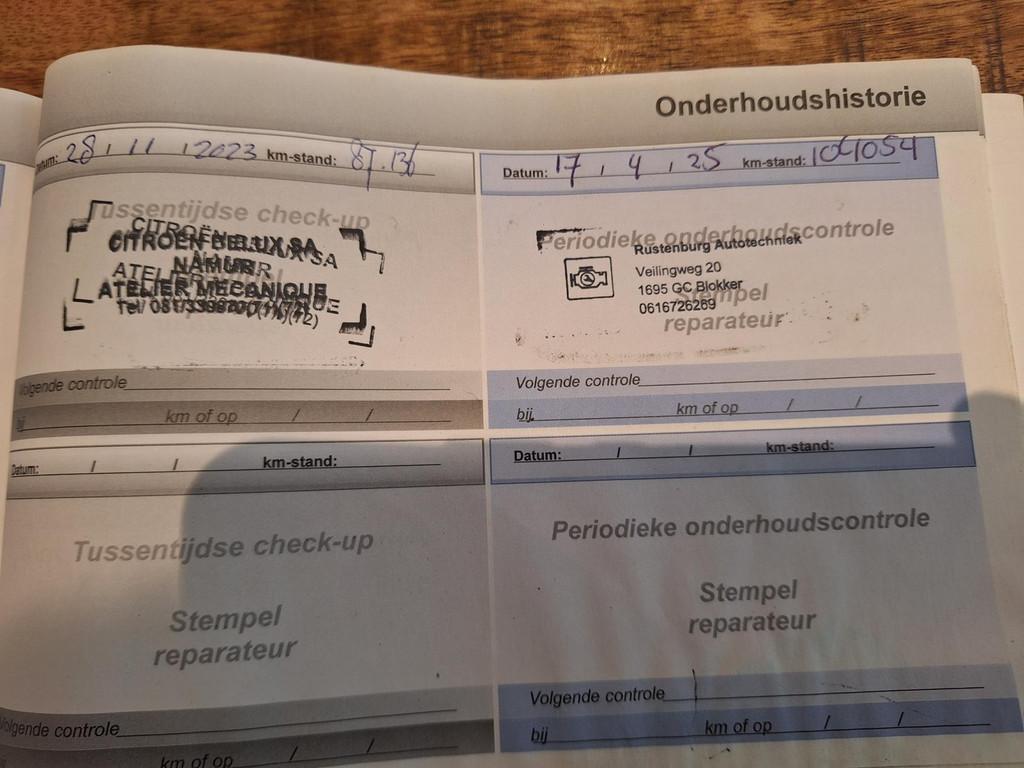 Onderhoudshistorie
Datum: 28 / 11 / 2023 km-stand: 87.136
Tussentijdse check-up
CITROËN BELUX SA
NAMUR
ATELIER MECANIQUE
Volgende controle
bij km of op / /
Datum: 17 / 4 / 25 km-stand: 104054
Periodieke onderhoudscontrole
Rustenburg Autotechniek
Veilingweg 20
1695 GC Blokker
0616726269
Stempel
reparateur
Volgende controle
bij km of op / /
Datum: / / km-stand:
Tussentijdse check-up
Stempel
reparateur
Volgende controle
km of op / /
Datum: / / km-stand:
Periodieke onderhoudscontrole
Stempel
reparateur
Volgende controle
bij km of op / /